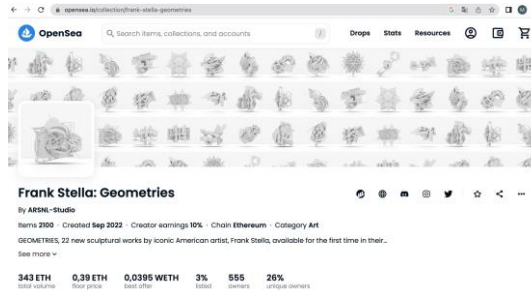 opensea.io/collection/frank-stella-geometries
OpenSea
Search items, collections, and accounts
/
Drops Stats Resources
Frank Stella: Geometries
By ARSNL-Studio
Items 2100 · Created Sep 2022 · Creator earnings 10% · Chain Ethereum · Category Art
GEOMETRIES, 22 new sculptural works by iconic American artist, Frank Stella, available for the first time in their...
See more
343 ETH 0,39 ETH 0,0395 WETH 3% 555 26%
total volume floor price best offer listed owners unique owners